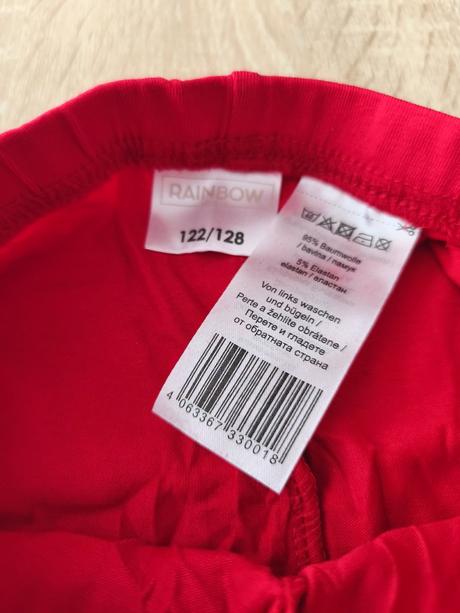 RAINBOW
122/128
95% Baumwolle
/ bavlna / памук
5% Elastan
elastan / еластан
Von links waschen
und bügeln /
Perte a žehlite obrátene /
Перете и гладете
от обратната страна
4 063367 330018